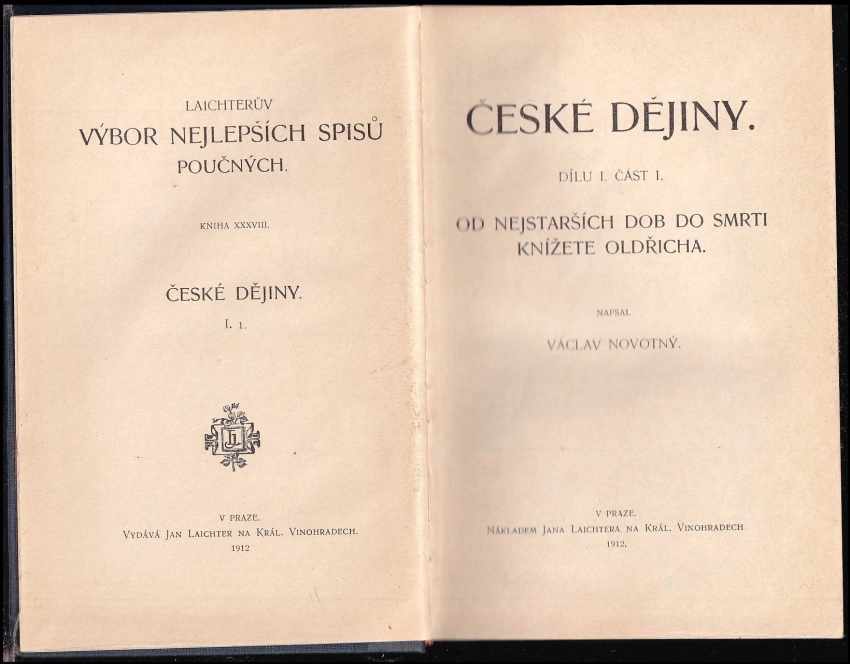 LAICHTERŮV
VÝBOR NEJLEPŠÍCH SPISŮ
POUČNÝCH.
KNIHA XXXVIII.
ČESKÉ DĚJINY.
I. 1.
JL
V PRAZE.
VYDÁVÁ JAN LAICHTER NA KRÁL. VINOHRADECH.
1912
ČESKÉ DĚJINY.
DÍLU I. ČÁST I.
OD NEJSTARŠÍCH DOB DO SMRTI
KNÍŽETE OLDŘICHA.
NAPSAL
VÁCLAV NOVOTNÝ.
V PRAZE.
NÁKLADEM JANA LAICHTERA NA KRÁL. VINOHRADECH
1912.